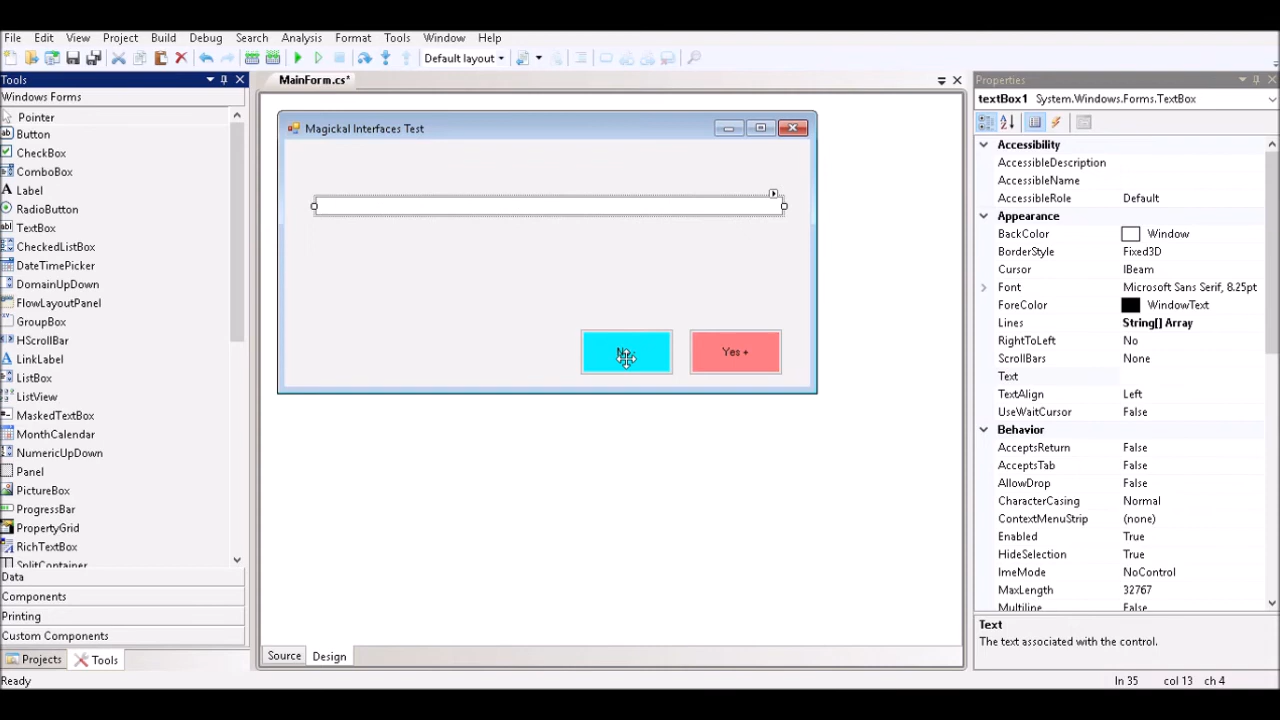 File Edit View Project Build Debug Search Analysis Format Tools Window Help
Default layout
Tools
Windows Forms
Pointer
Button
CheckBox
ComboBox
Label
RadioButton
TextBox
CheckedListBox
DateTimePicker
DomainUpDown
FlowLayoutPanel
GroupBox
HScrollBar
LinkLabel
ListBox
ListView
MaskedTextBox
MonthCalendar
NumericUpDown
Panel
PictureBox
ProgressBar
PropertyGrid
RichTextBox
SplitContainer
Data
Components
Printing
Custom Components
Projects Tools
Ready
MainForm.cs*
Magickal Interfaces Test
Yes +
Source Design
Properties
textBox1 System.Windows.Forms.TextBox
Accessibility
AccessibleDescription
AccessibleName
AccessibleRole Default
Appearance
BackColor Window
BorderStyle Fixed3D
Cursor IBeam
Font Microsoft Sans Serif, 8.25pt
ForeColor WindowText
Lines String[] Array
RightToLeft No
ScrollBars None
Text
TextAlign Left
UseWaitCursor False
Behavior
AcceptsReturn False
AcceptsTab False
AllowDrop False
CharacterCasing Normal
ContextMenuStrip (none)
Enabled True
HideSelection True
ImeMode NoControl
MaxLength 32767
Multiline False
Text
The text associated with the control.
ln 35 col 13 ch 4